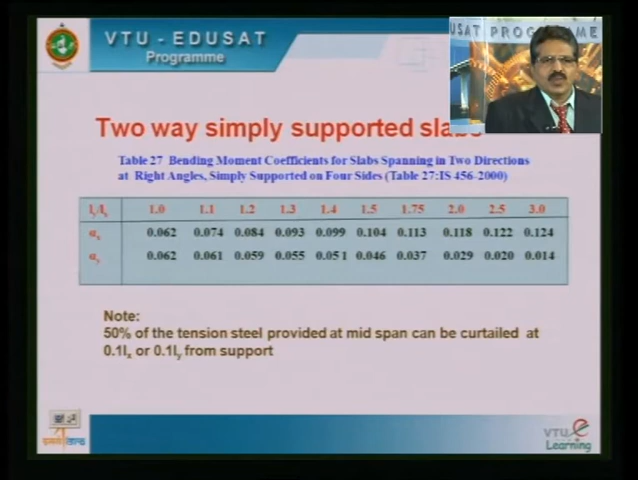 VTU - EDUSAT
Programme
USAT PROGRAMME
Two way simply supported slabs
Table 27 Bending Moment Coefficients for Slabs Spanning in Two Directions
at Right Angles, Simply Supported on Four Sides (Table 27:IS 456-2000)
ly/lx 1.0 1.1 1.2 1.3 1.4 1.5 1.75 2.0 2.5 3.0
αx 0.062 0.074 0.084 0.093 0.099 0.104 0.113 0.118 0.122 0.124
αy 0.062 0.061 0.059 0.055 0.051 0.046 0.037 0.029 0.020 0.014
Note:
50% of the tension steel provided at mid span can be curtailed at
0.1lx or 0.1ly from support
VTU e
Learning